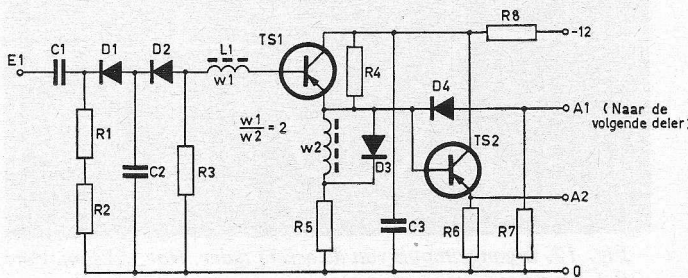 R8
-12
C1
D1
D2
L1
TS1
E1
w1
R4
D4
A1
(Naar de
volgende deler)
R1
w1/w2 = 2
w2
TS2
D3
C2
R3
A2
R2
R5
C3
R6
R7
0